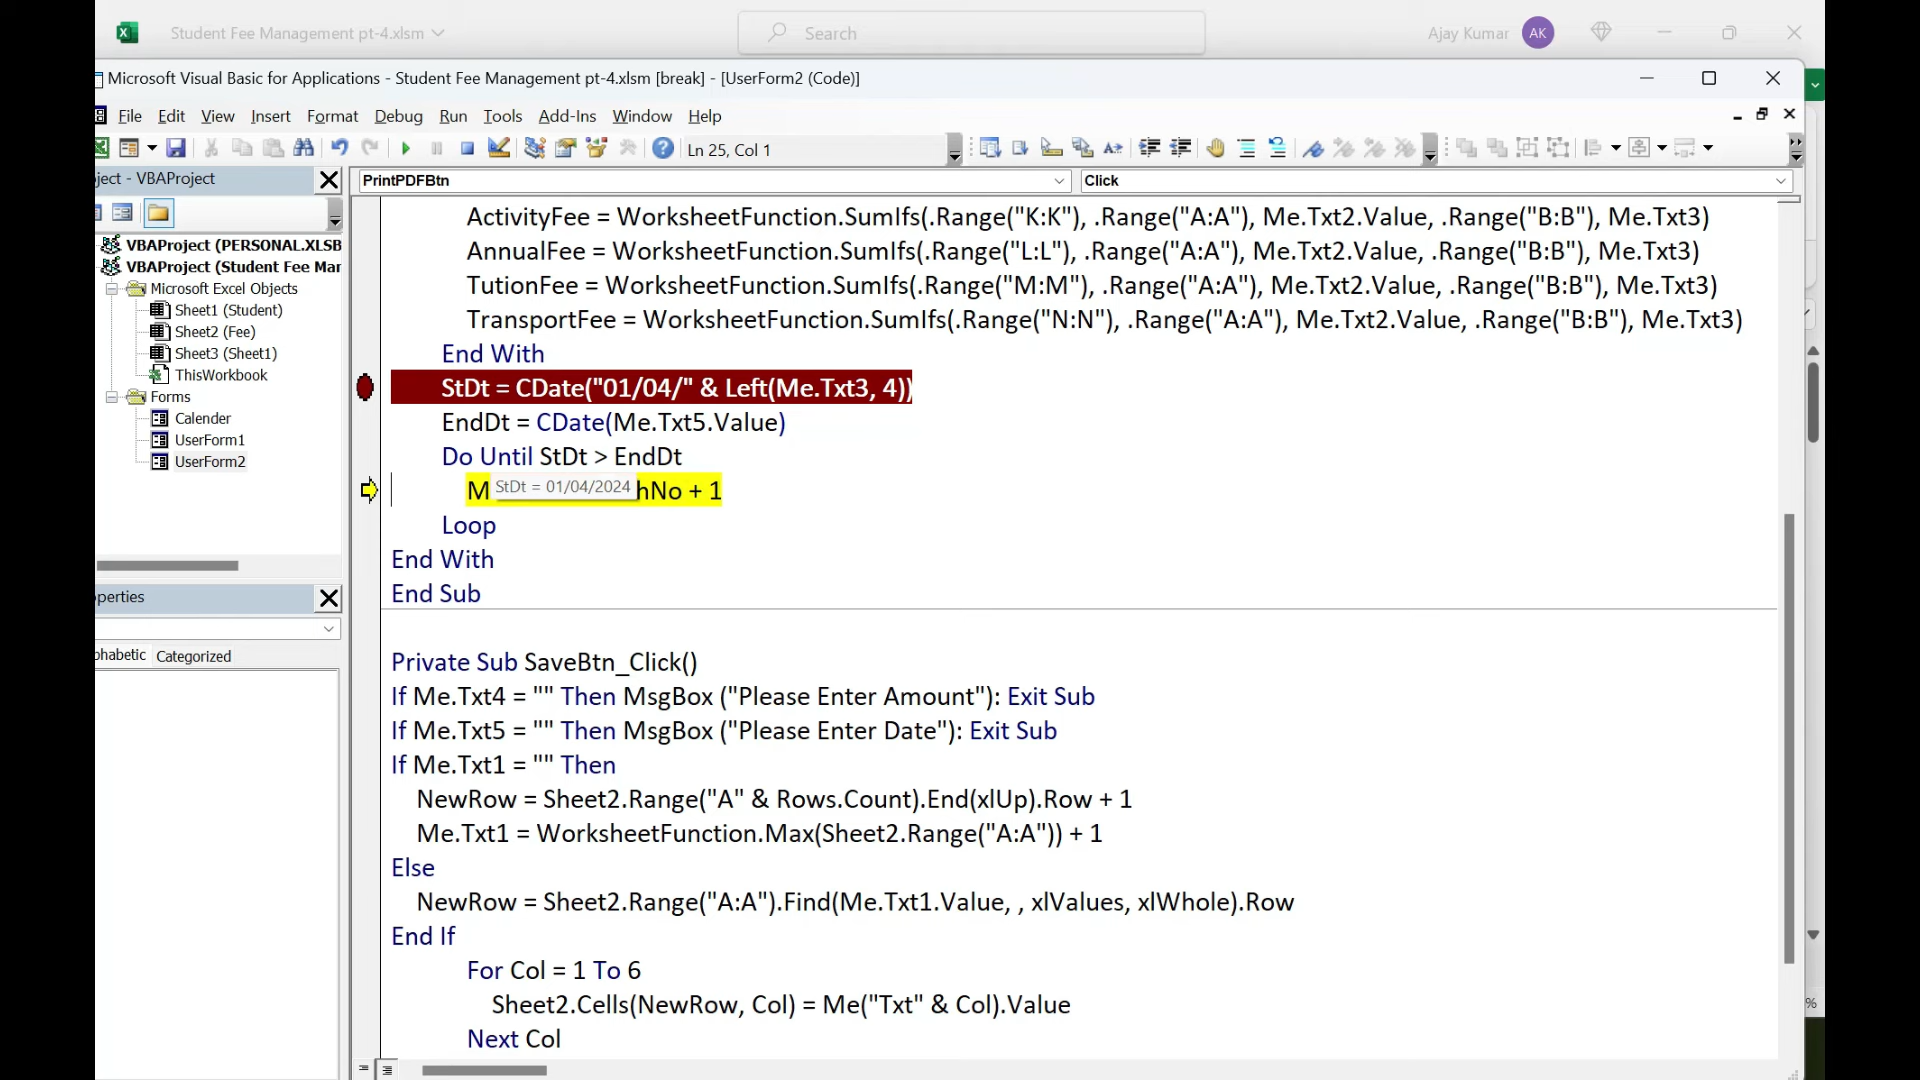 Student Fee Management pt-4.xlsm
Search
Ajay Kumar
AK
Microsoft Visual Basic for Applications - Student Fee Management pt-4.xlsm [break] - [UserForm2 (Code)]
File Edit View Insert Format Debug Run Tools Add-Ins Window Help
Ln 25, Col 1
ject - VBAProject
PrintPDFBtn
Click
VBAProject (PERSONAL.XLSB
VBAProject (Student Fee Mar
Microsoft Excel Objects
Sheet1 (Student)
Sheet2 (Fee)
Sheet3 (Sheet1)
ThisWorkbook
Forms
Calender
UserForm1
UserForm2
operties
phabetic Categorized
ActivityFee = WorksheetFunction.SumIfs(.Range("K:K"), .Range("A:A"), Me.Txt2.Value, .Range("B:B"), Me.Txt3)
AnnualFee = WorksheetFunction.SumIfs(.Range("L:L"), .Range("A:A"), Me.Txt2.Value, .Range("B:B"), Me.Txt3)
TutionFee = WorksheetFunction.SumIfs(.Range("M:M"), .Range("A:A"), Me.Txt2.Value, .Range("B:B"), Me.Txt3)
TransportFee = WorksheetFunction.SumIfs(.Range("N:N"), .Range("A:A"), Me.Txt2.Value, .Range("B:B"), Me.Txt3)
End With
StDt = CDate("01/04/" & Left(Me.Txt3, 4))
EndDt = CDate(Me.Txt5.Value)
Do Until StDt > EndDt
M StDt = 01/04/2024 hNo + 1
Loop
End With
End Sub
Private Sub SaveBtn_Click()
If Me.Txt4 = "" Then MsgBox ("Please Enter Amount"): Exit Sub
If Me.Txt5 = "" Then MsgBox ("Please Enter Date"): Exit Sub
If Me.Txt1 = "" Then
NewRow = Sheet2.Range("A" & Rows.Count).End(xlUp).Row + 1
Me.Txt1 = WorksheetFunction.Max(Sheet2.Range("A:A")) + 1
Else
NewRow = Sheet2.Range("A:A").Find(Me.Txt1.Value, , xlValues, xlWhole).Row
End If
For Col = 1 To 6
Sheet2.Cells(NewRow, Col) = Me("Txt" & Col).Value
Next Col
%